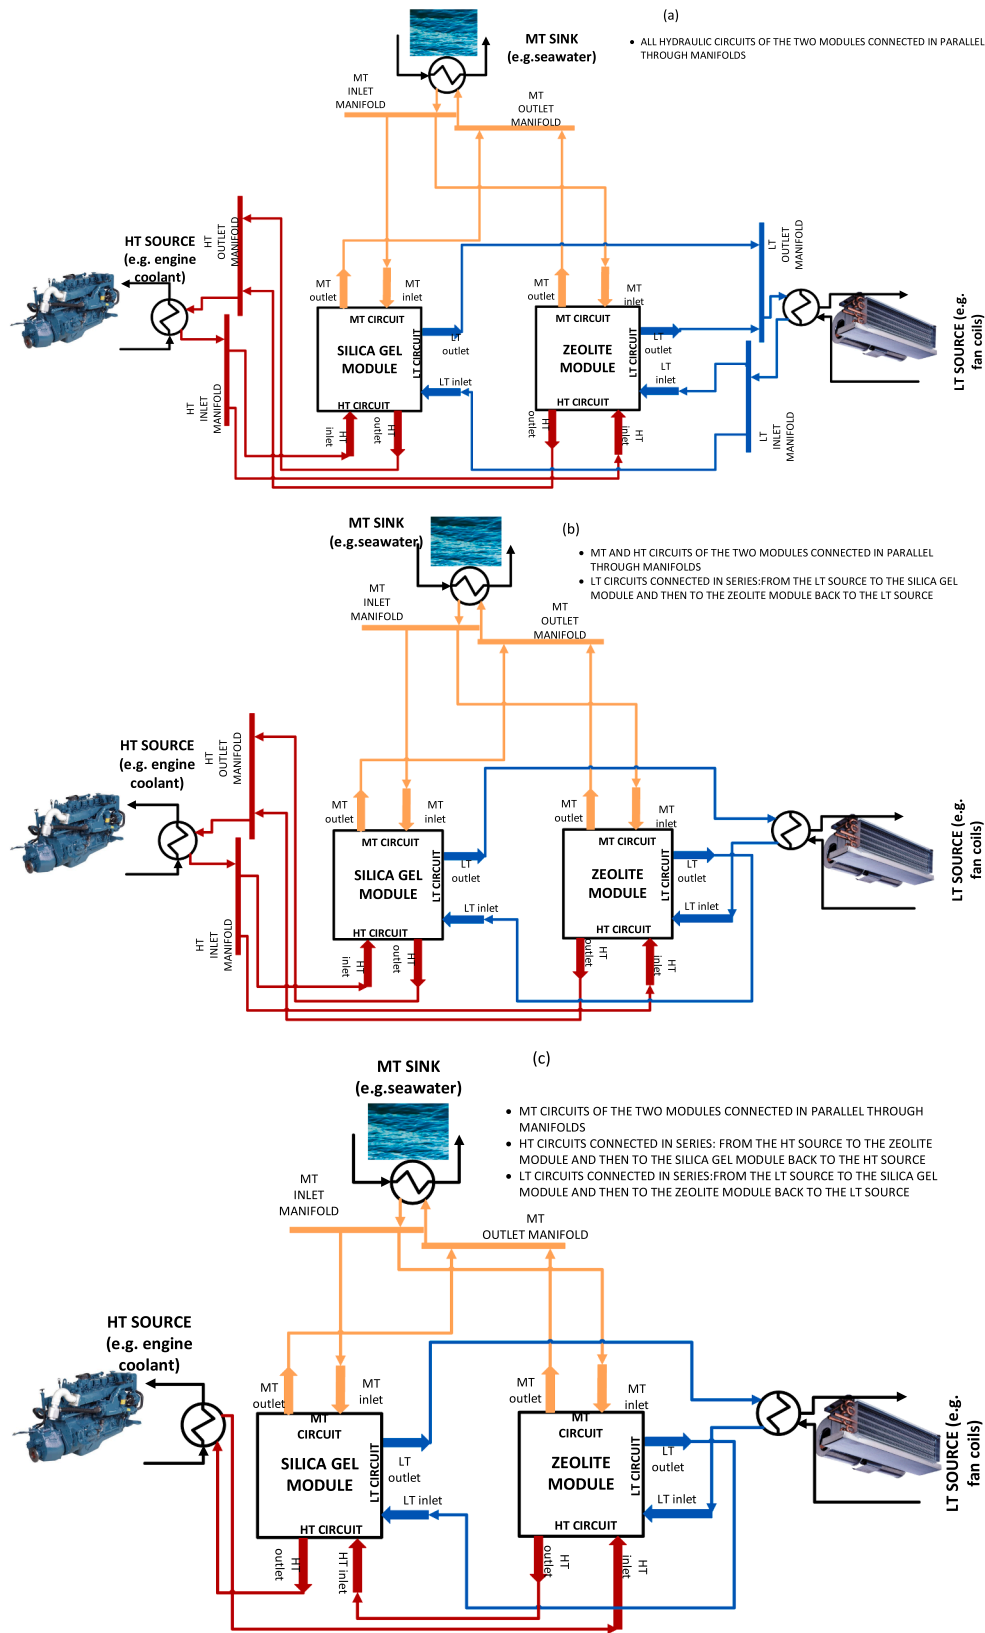 (a)
MT SINK
(e.g.seawater)
• ALL HYDRAULIC CIRCUITS OF THE TWO MODULES CONNECTED IN PARALLEL
THROUGH MANIFOLDS
MT
INLET
MANIFOLD
MT
OUTLET
MANIFOLD
HT SOURCE
(e.g. engine
coolant)
HT
OUTLET
MANIFOLD
HT
INLET
MANIFOLD
LT
OUTLET
MANIFOLD
LT
INLET
MANIFOLD
LT SOURCE (e.g.
fan coils)
MT
outlet
MT
inlet
MT CIRCUIT
SILICA GEL
MODULE
LT CIRCUIT
HT CIRCUIT
LT
outlet
LT inlet
HT
inlet
HT
outlet
MT
outlet
MT
inlet
MT CIRCUIT
ZEOLITE
MODULE
LT CIRCUIT
HT CIRCUIT
LT
outlet
LT
inlet
HT
outlet
HT
inlet
(b)
MT SINK
(e.g.seawater)
• MT AND HT CIRCUITS OF THE TWO MODULES CONNECTED IN PARALLEL
THROUGH MANIFOLDS
• LT CIRCUITS CONNECTED IN SERIES:FROM THE LT SOURCE TO THE SILICA GEL
MODULE AND THEN TO THE ZEOLITE MODULE BACK TO THE LT SOURCE
MT
INLET
MANIFOLD
MT
OUTLET
MANIFOLD
HT SOURCE
(e.g. engine
coolant)
HT
OUTLET
MANIFOLD
HT
INLET
MANIFOLD
LT SOURCE (e.g.
fan coils)
MT
outlet
MT
inlet
MT CIRCUIT
SILICA GEL
MODULE
LT CIRCUIT
HT CIRCUIT
LT
outlet
LT inlet
HT
inlet
HT
outlet
MT
outlet
MT
inlet
MT CIRCUIT
ZEOLITE
MODULE
LT CIRCUIT
HT CIRCUIT
LT
outlet
LT inlet
HT
outlet
HT
inlet
(c)
MT SINK
(e.g.seawater)
• MT CIRCUITS OF THE TWO MODULES CONNECTED IN PARALLEL THROUGH
MANIFOLDS
• HT CIRCUITS CONNECTED IN SERIES: FROM THE HT SOURCE TO THE ZEOLITE
MODULE AND THEN TO THE SILICA GEL MODULE BACK TO THE HT SOURCE
• LT CIRCUITS CONNECTED IN SERIES:FROM THE LT SOURCE TO THE SILICA GEL
MODULE AND THEN TO THE ZEOLITE MODULE BACK TO THE LT SOURCE
MT
INLET
MANIFOLD
MT
OUTLET MANIFOLD
HT SOURCE
(e.g. engine
coolant)
LT SOURCE (e.g.
fan coils)
MT
outlet
MT
inlet
MT
CIRCUIT
SILICA GEL
MODULE
LT CIRCUIT
HT CIRCUIT
LT
outlet
LT inlet
HT
outlet
HT inlet
MT
outlet
MT
inlet
MT
CIRCUIT
ZEOLITE
MODULE
LT CIRCUIT
HT CIRCUIT
LT
outlet
LT inlet
HT
outlet
HT
inlet